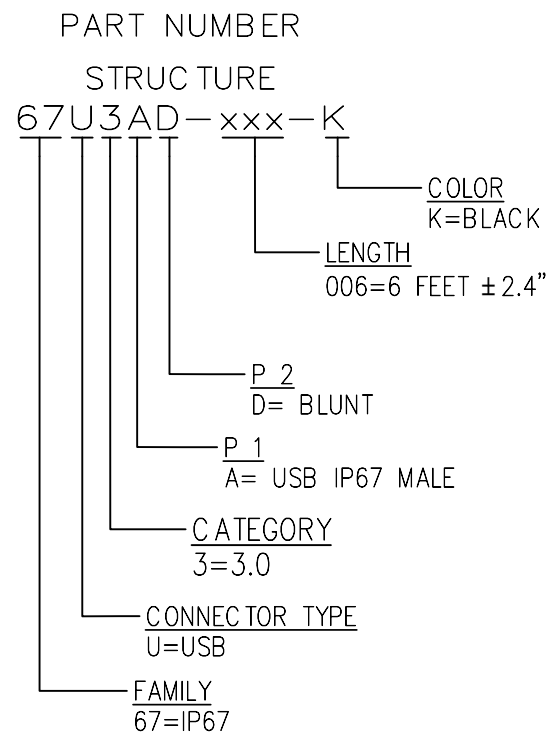 PART NUMBER
STRUCTURE
67U3AD-xxx-K
COLOR
K=BLACK
LENGTH
006=6 FEET ±2.4"
P 2
D= BLUNT
P 1
A= USB IP67 MALE
CATEGORY
3=3.0
CONNECTOR TYPE
U=USB
FAMILY
67=IP67